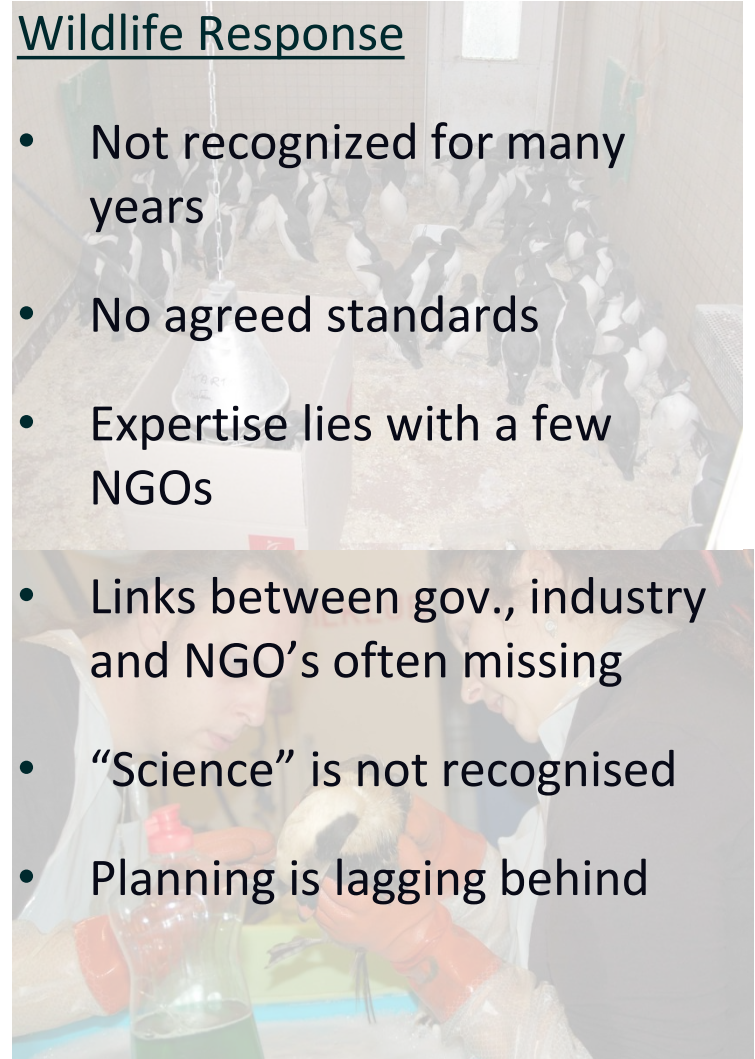 Wildlife Response
• Not recognized for many
years
• No agreed standards
• Expertise lies with a few
NGOs
• Links between gov., industry
and NGO’s often missing
• “Science” is not recognised
• Planning is lagging behind